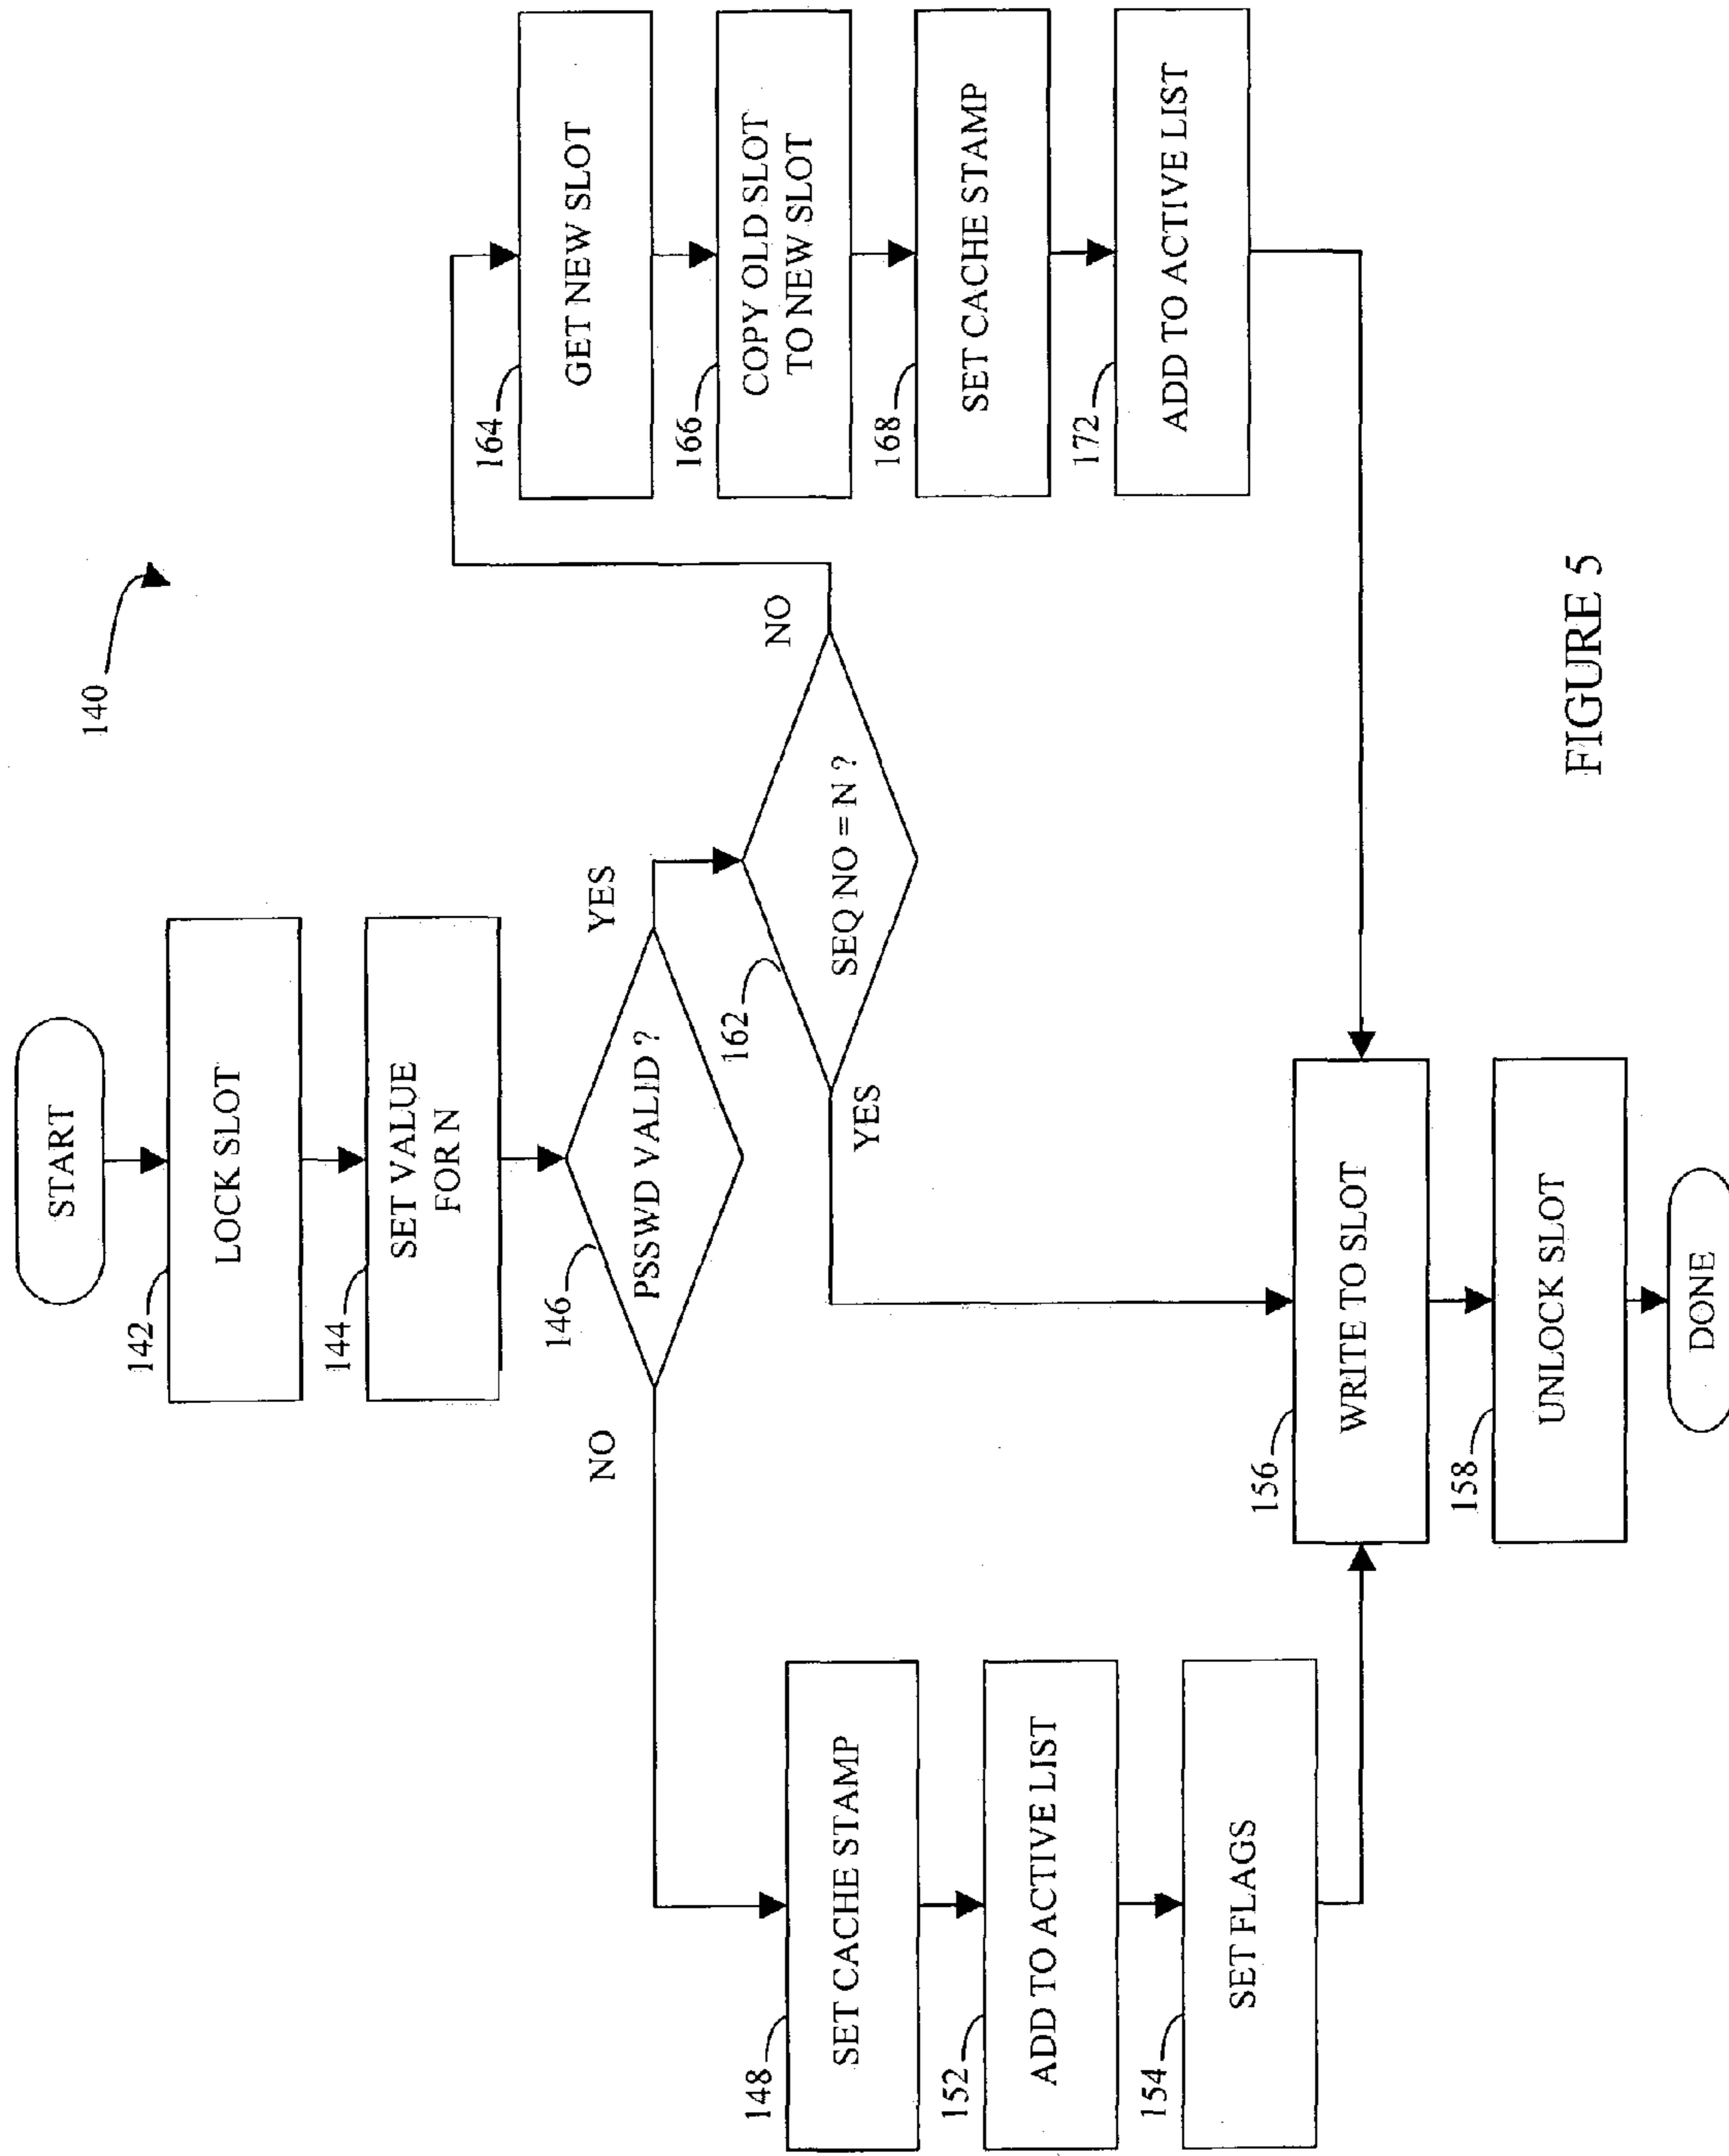 140
START
142
LOCK SLOT
144
SET VALUE
FOR N
146
PSSWD VALID ?
NO
YES
148
SET CACHE STAMP
152
ADD TO ACTIVE LIST
154
SET FLAGS
162
SEQ NO = N ?
YES
NO
164
GET NEW SLOT
166
COPY OLD SLOT
TO NEW SLOT
168
SET CACHE STAMP
172
ADD TO ACTIVE LIST
156
WRITE TO SLOT
158
UNLOCK SLOT
DONE
FIGURE 5